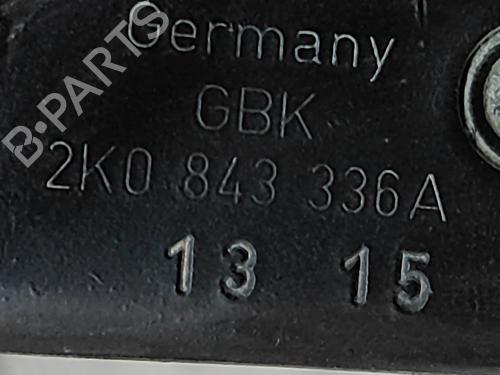 B-PARTS
Germany
GBK
2K0 843 336A
13 15